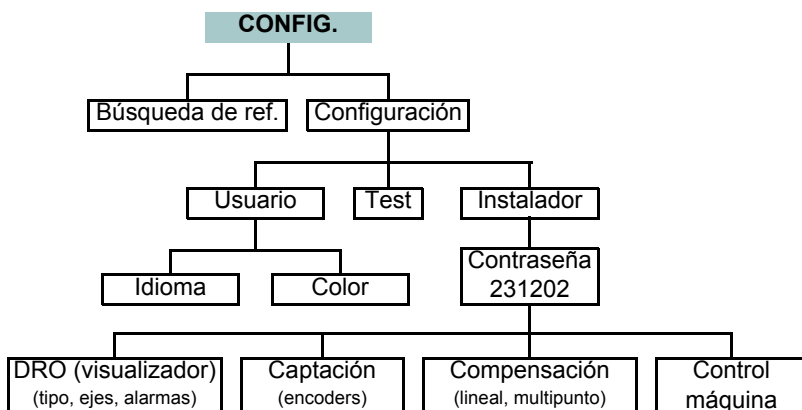 CONFIG.
Búsqueda de ref.
Configuración
Usuario
Test
Instalador
Idioma
Color
Contraseña
231202
DRO (visualizador)
(tipo, ejes, alarmas)
Captación
(encoders)
Compensación
(lineal, multipunto)
Control
máquina